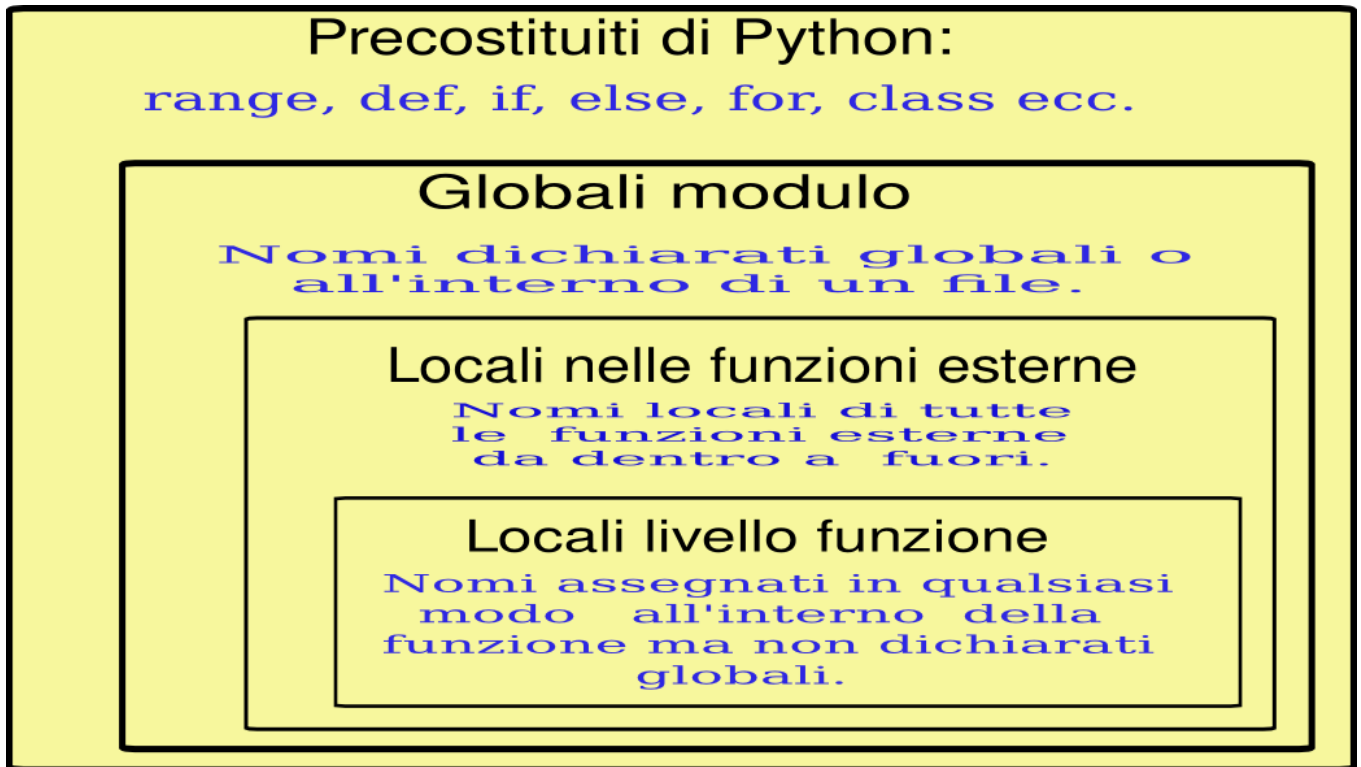 Precostituiti di Python:
range, def, if, else, for, class ecc.
Globali modulo
Nomi dichiarati globali o
all'interno di un file.
Locali nelle funzioni esterne
Nomi locali di tutte
le funzioni esterne
da dentro a fuori.
Locali livello funzione
Nomi assegnati in qualsiasi
modo all'interno della
funzione ma non dichiarati
globali.